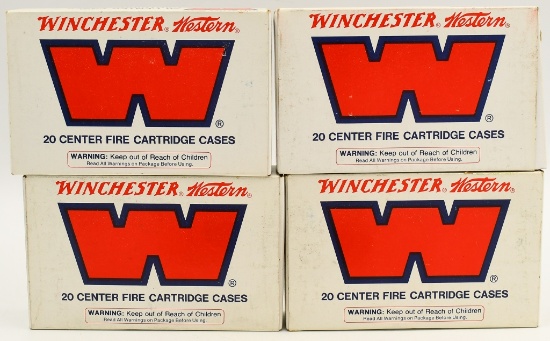 WINCHESTER® Western®
W®
20 CENTER FIRE CARTRIDGE CASES
WARNING: Keep out of Reach of Children
Read All Warnings on Package Before Using.
WINCHESTER® Western®
W®
20 CENTER FIRE CARTRIDGE CASES
WARNING: Keep out of Reach of Children
Read All Warnings on Package Before Using.
WINCHESTER® Western®
W®
20 CENTER FIRE CARTRIDGE CASES
WARNING: Keep out of Reach of Children
Read All Warnings on Package Before Using.
WINCHESTER® Western®
W®
20 CENTER FIRE CARTRIDGE CASES
WARNING: Keep out of Reach of Children
Read All Warnings on Package Before Using.